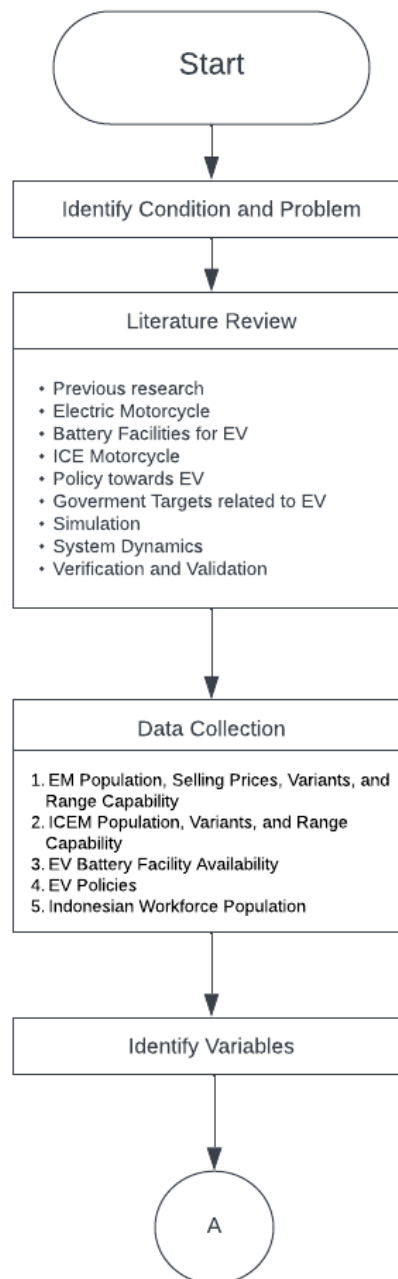 Start
Identify Condition and Problem
Literature Review
• Previous research
• Electric Motorcycle
• Battery Facilities for EV
• ICE Motorcycle
• Policy towards EV
• Goverment Targets related to EV
• Simulation
• System Dynamics
• Verification and Validation
Data Collection
1. EM Population, Selling Prices, Variants, and
Range Capability
2. ICEM Population, Variants, and Range
Capability
3. EV Battery Facility Availability
4. EV Policies
5. Indonesian Workforce Population
Identify Variables
A